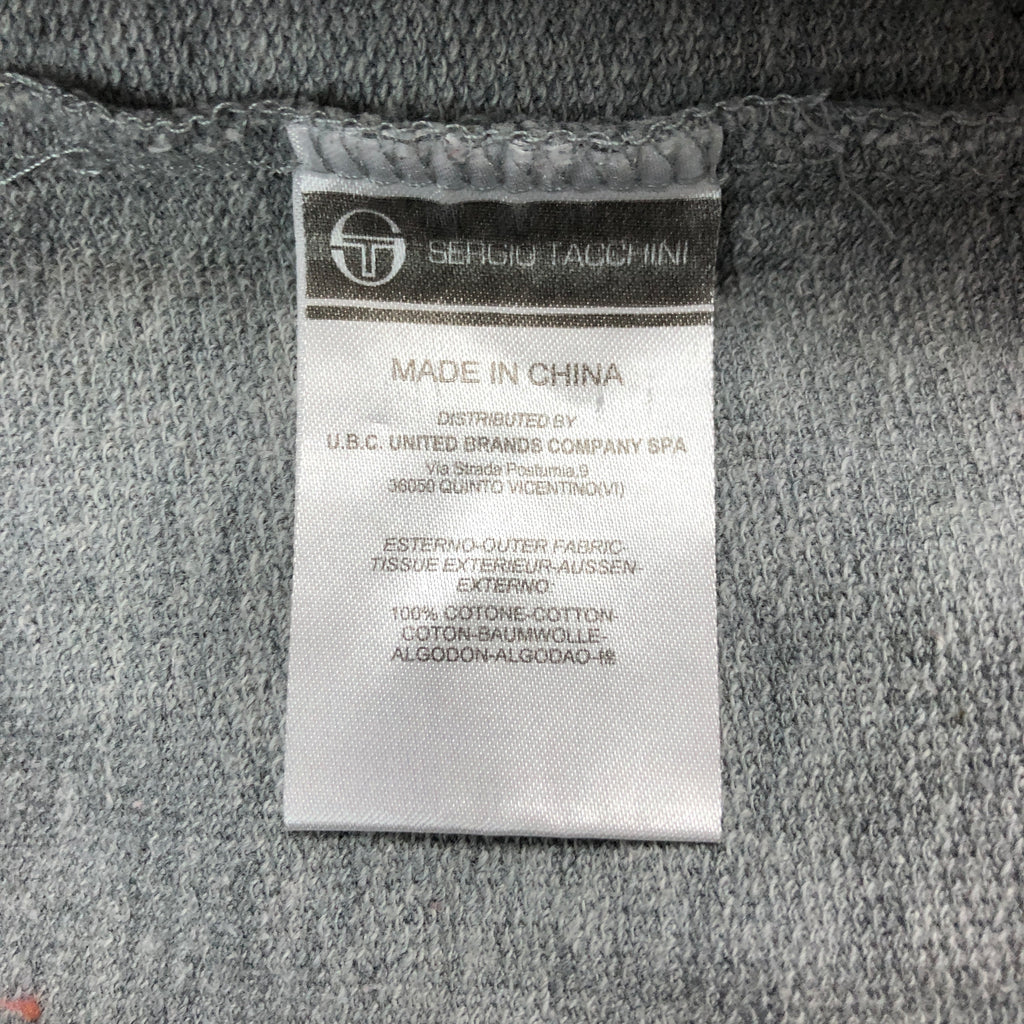 SERGIO TACCHINI
MADE IN CHINA
DISTRIBUTED BY
U.B.C. UNITED BRANDS COMPANY SPA
Via Strada Postumia,9
36050 QUINTO VICENTINO(VI)
ESTERNO-OUTER FABRIC-
TISSUE EXTERIEUR-AUSSEN-
EXTERNO
100% COTONE-COTTON-
COTON-BAUMWOLLE-
ALGODON-ALGODAO-棉